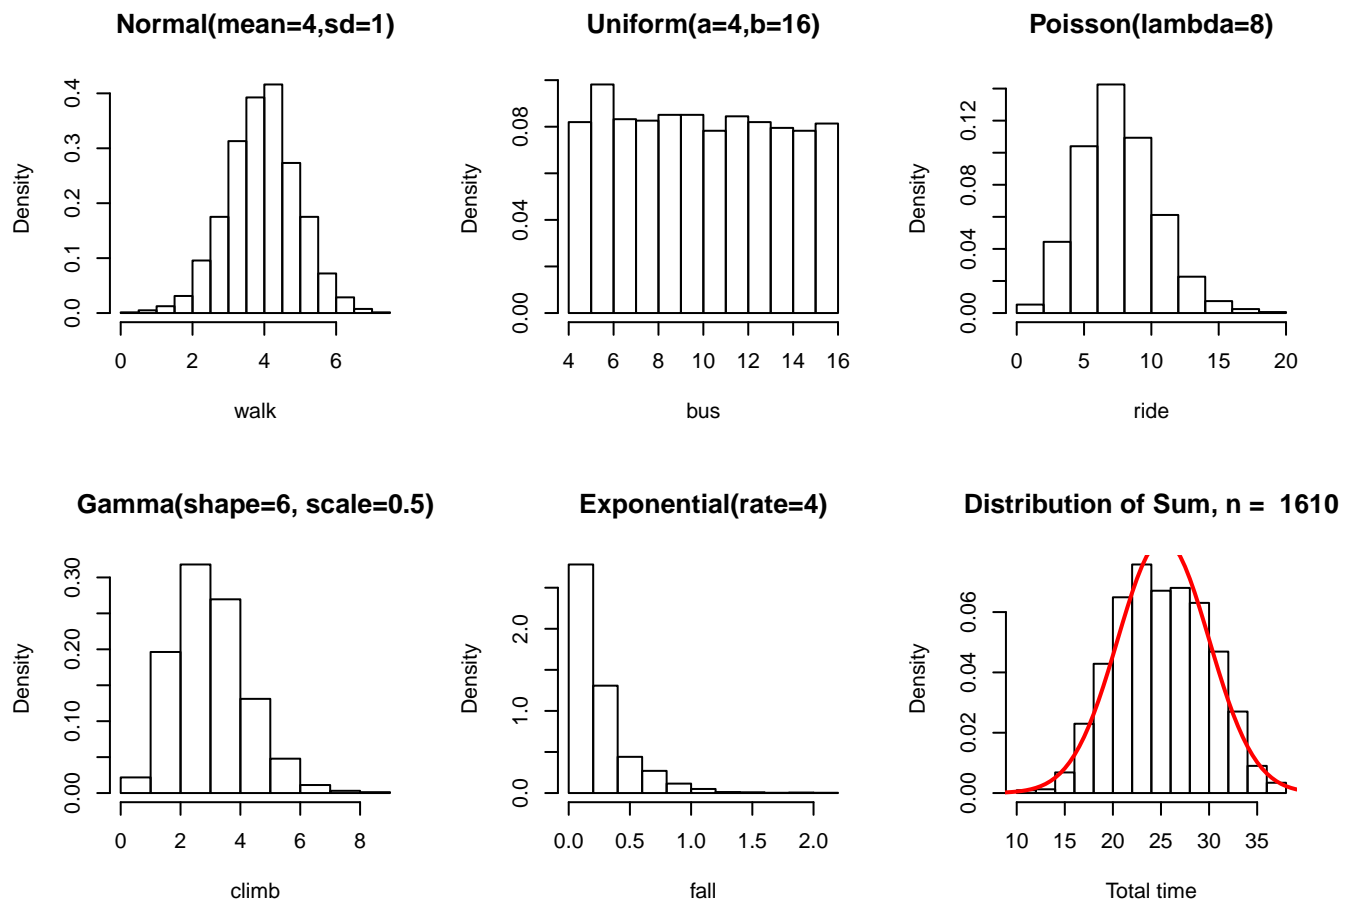 Normal(mean=4,sd=1)
Density
0.0 0.1 0.2 0.3 0.4
0 2 4 6
walk
Uniform(a=4,b=16)
Density
0.00 0.04 0.08
4 6 8 10 12 14 16
bus
Poisson(lambda=8)
Density
0.00 0.04 0.08 0.12
0 5 10 15 20
ride
Gamma(shape=6, scale=0.5)
Density
0.00 0.10 0.20 0.30
0 2 4 6 8
climb
Exponential(rate=4)
Density
0.0 1.0 2.0
0.0 0.5 1.0 1.5 2.0
fall
Distribution of Sum, n =  1610
Density
0.00 0.02 0.04 0.06
10 15 20 25 30 35
Total time